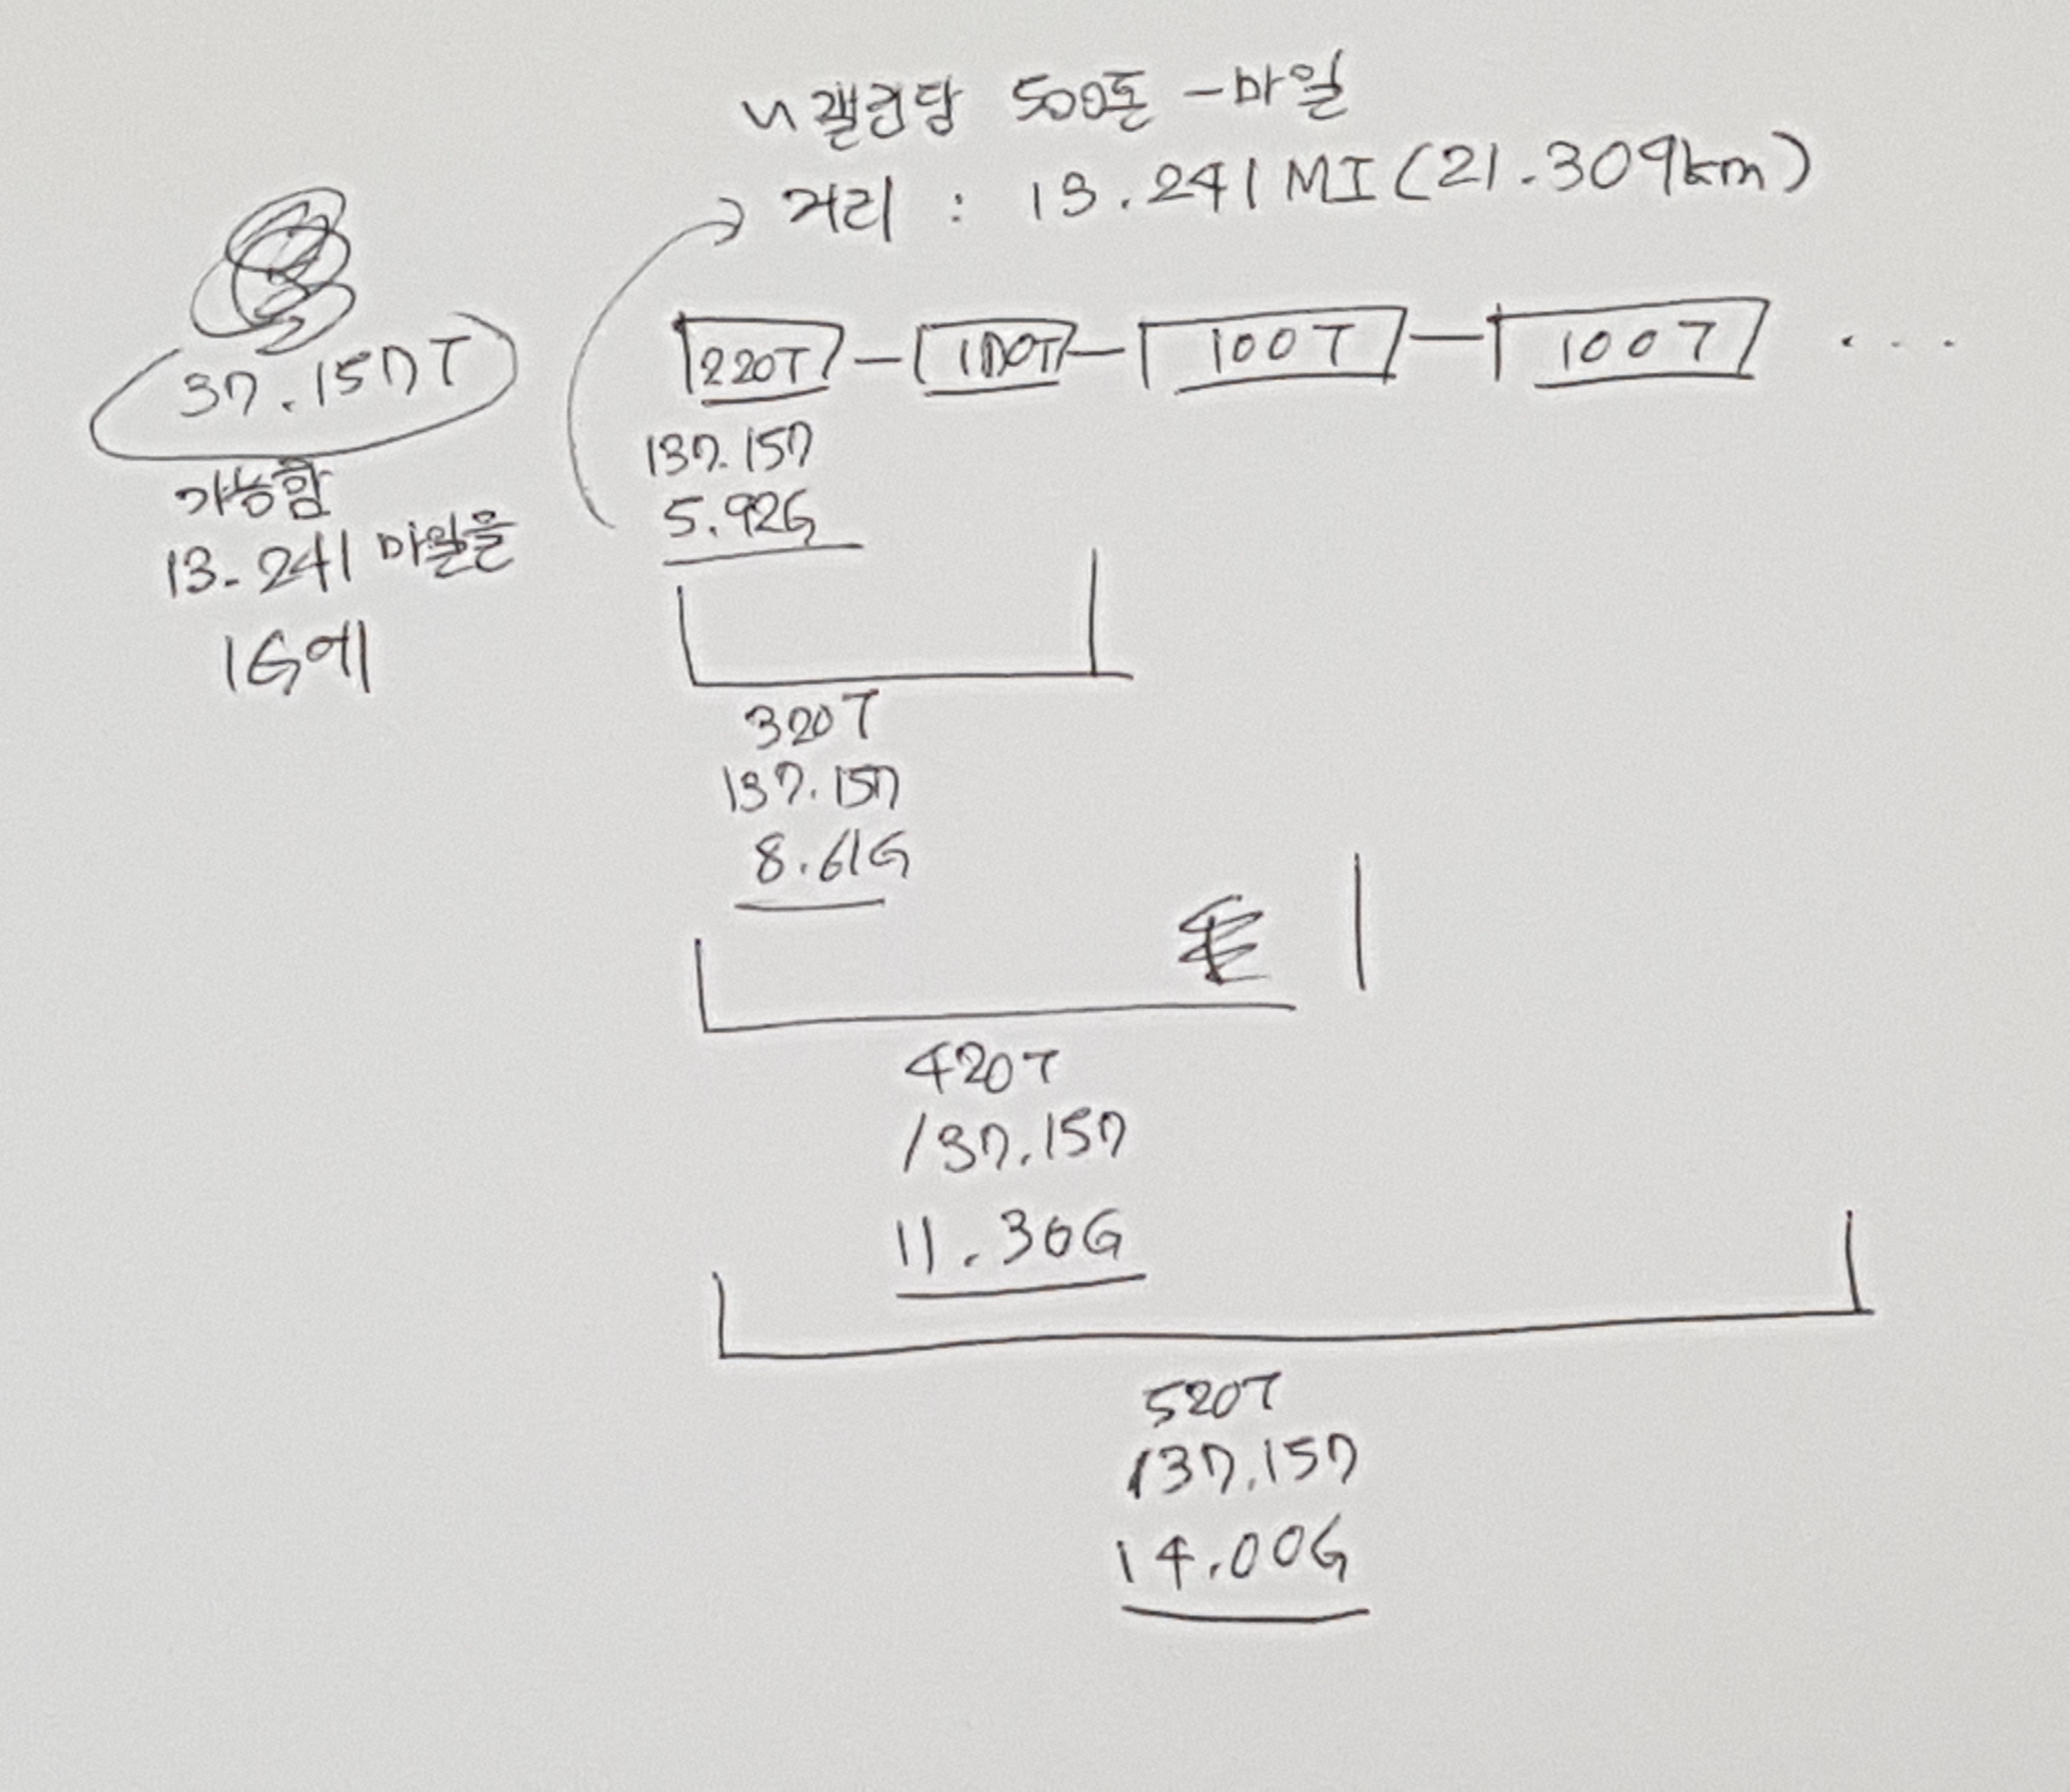 갤런당 500톤-마일
거리 : 13.241MI(21.309km)
37.157T
가능함
13.241 마일을
1G에
220T - 100T - 100T - 100T ...
137.157
5.92G
320T
137.157
8.61G
420T
/37.157
11.30G
520T
137.157
14.00G